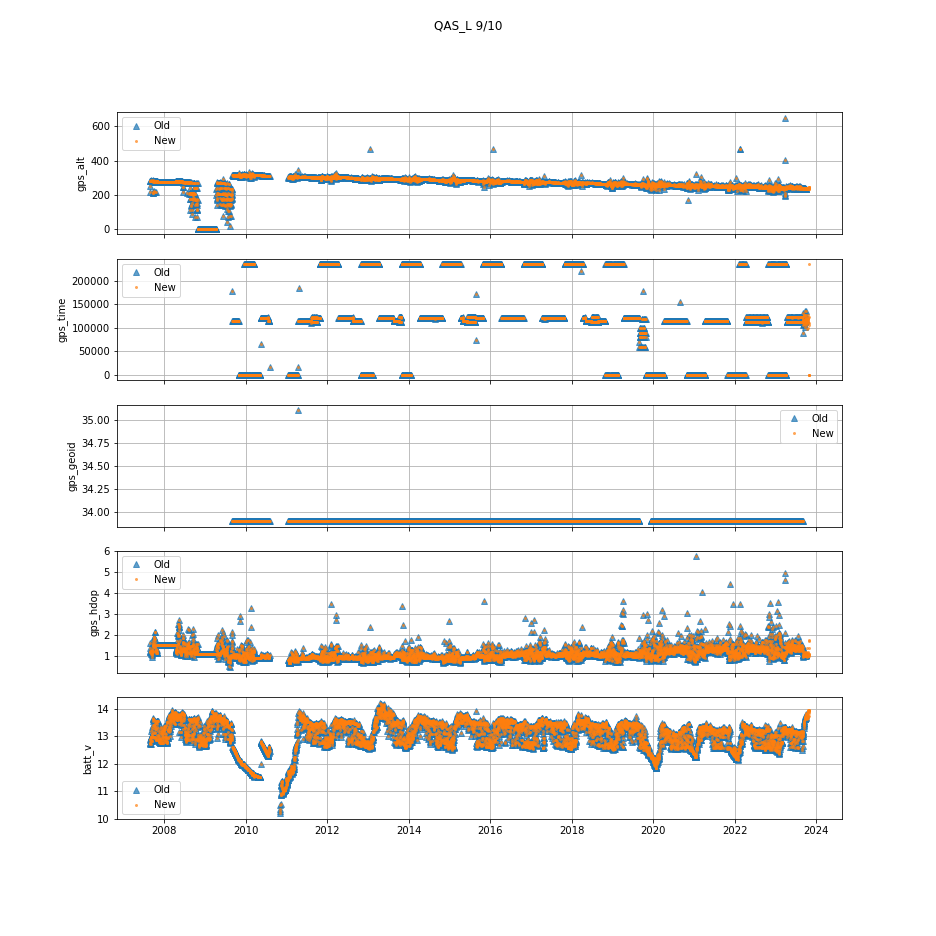 QAS_L 9/10
600
400
200
0
gps_alt
Old
New
200000
150000
100000
50000
0
gps_time
Old
New
35.00
34.75
34.50
34.25
34.00
gps_geoid
Old
New
6
5
4
3
2
1
gps_hdop
Old
New
14
13
12
11
10
batt_v
Old
New
2008 2010 2012 2014 2016 2018 2020 2022 2024